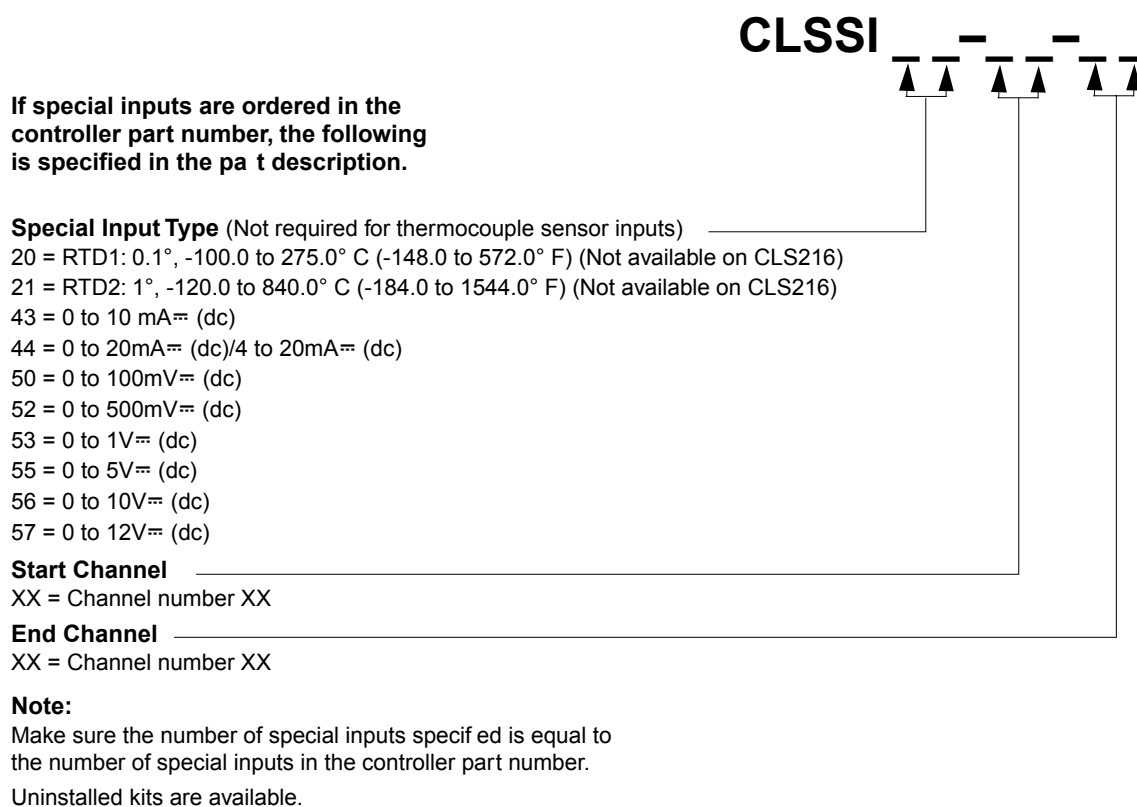 CLSSI _ _ - _ _ - _ _
If special inputs are ordered in the
controller part number, the following
is specified in the pa t description.
Special Input Type (Not required for thermocouple sensor inputs)
20 = RTD1: 0.1°, -100.0 to 275.0° C (-148.0 to 572.0° F) (Not available on CLS216)
21 = RTD2: 1°, -120.0 to 840.0° C (-184.0 to 1544.0° F) (Not available on CLS216)
43 = 0 to 10 mA⎓ (dc)
44 = 0 to 20mA⎓ (dc)/4 to 20mA⎓ (dc)
50 = 0 to 100mV⎓ (dc)
52 = 0 to 500mV⎓ (dc)
53 = 0 to 1V⎓ (dc)
55 = 0 to 5V⎓ (dc)
56 = 0 to 10V⎓ (dc)
57 = 0 to 12V⎓ (dc)
Start Channel
XX = Channel number XX
End Channel
XX = Channel number XX
Note:
Make sure the number of special inputs specif ed is equal to
the number of special inputs in the controller part number.
Uninstalled kits are available.